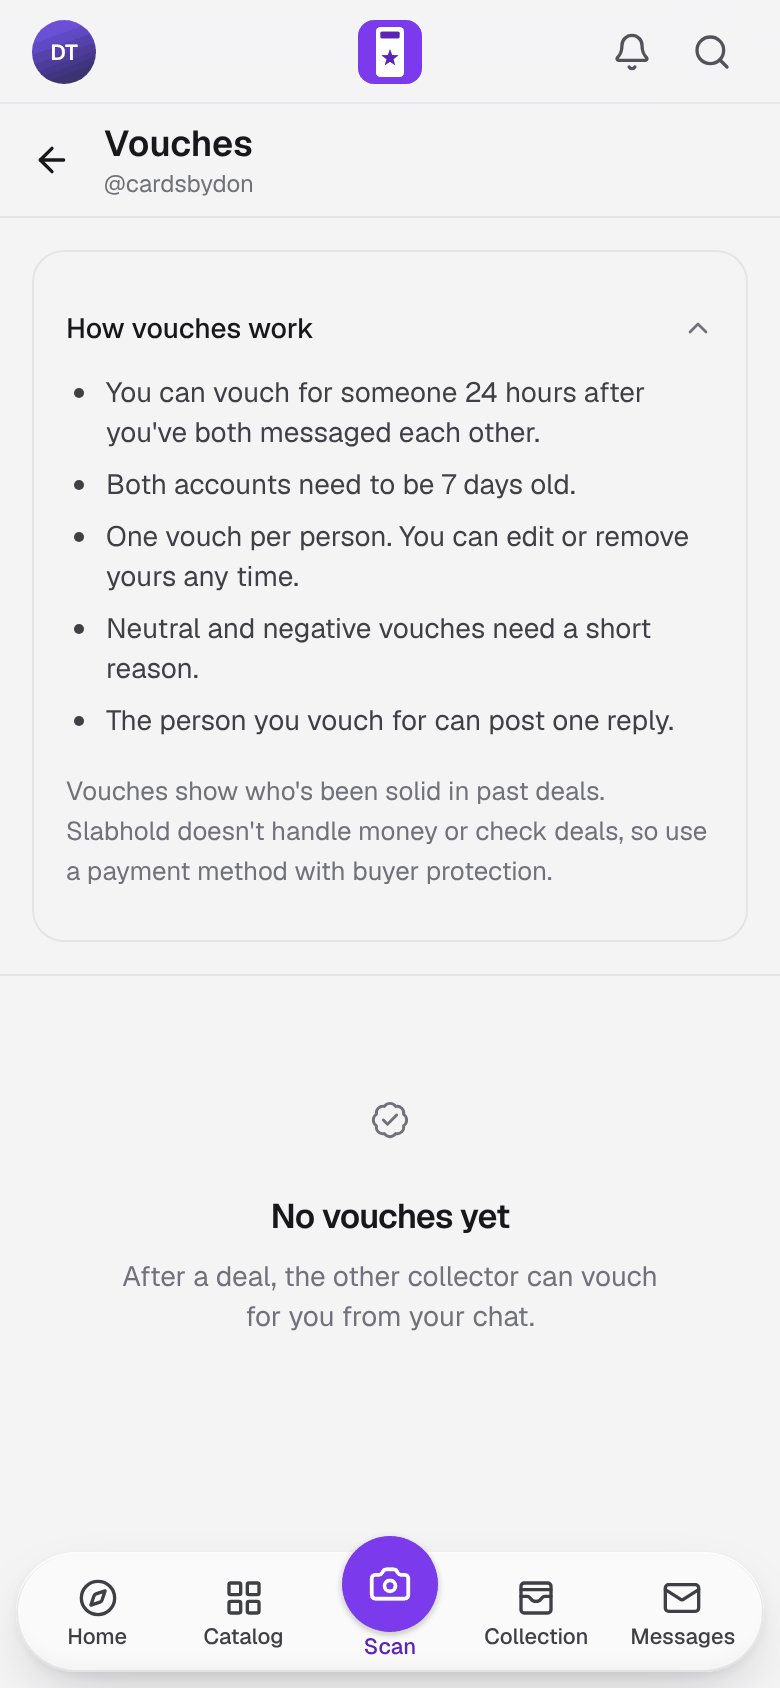 DT
Vouches
@cardsbydon
How vouches work
You can vouch for someone 24 hours after
you've both messaged each other.
Both accounts need to be 7 days old.
One vouch per person. You can edit or remove
yours any time.
Neutral and negative vouches need a short
reason.
The person you vouch for can post one reply.
Vouches show who's been solid in past deals.
Slabhold doesn't handle money or check deals, so use
a payment method with buyer protection.
No vouches yet
After a deal, the other collector can vouch
for you from your chat.
Home
Catalog
Scan
Collection
Messages